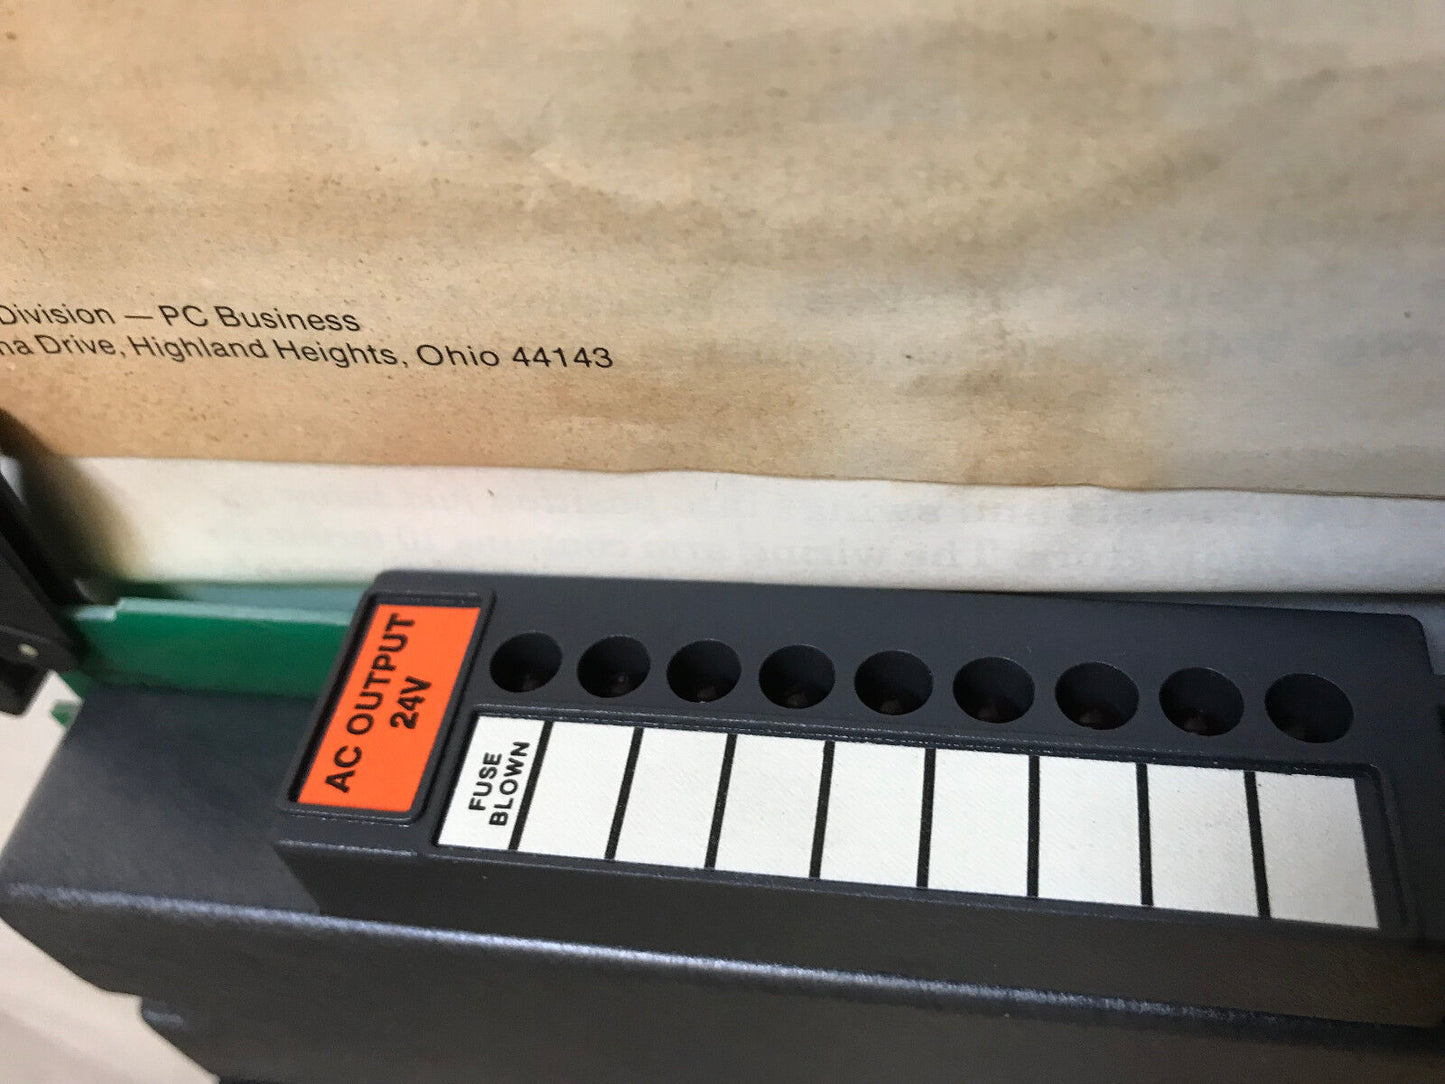 Division — PC Business
na Drive, Highland Heights, Ohio 44143
AC OUTPUT
24V
FUSE
BLOWN